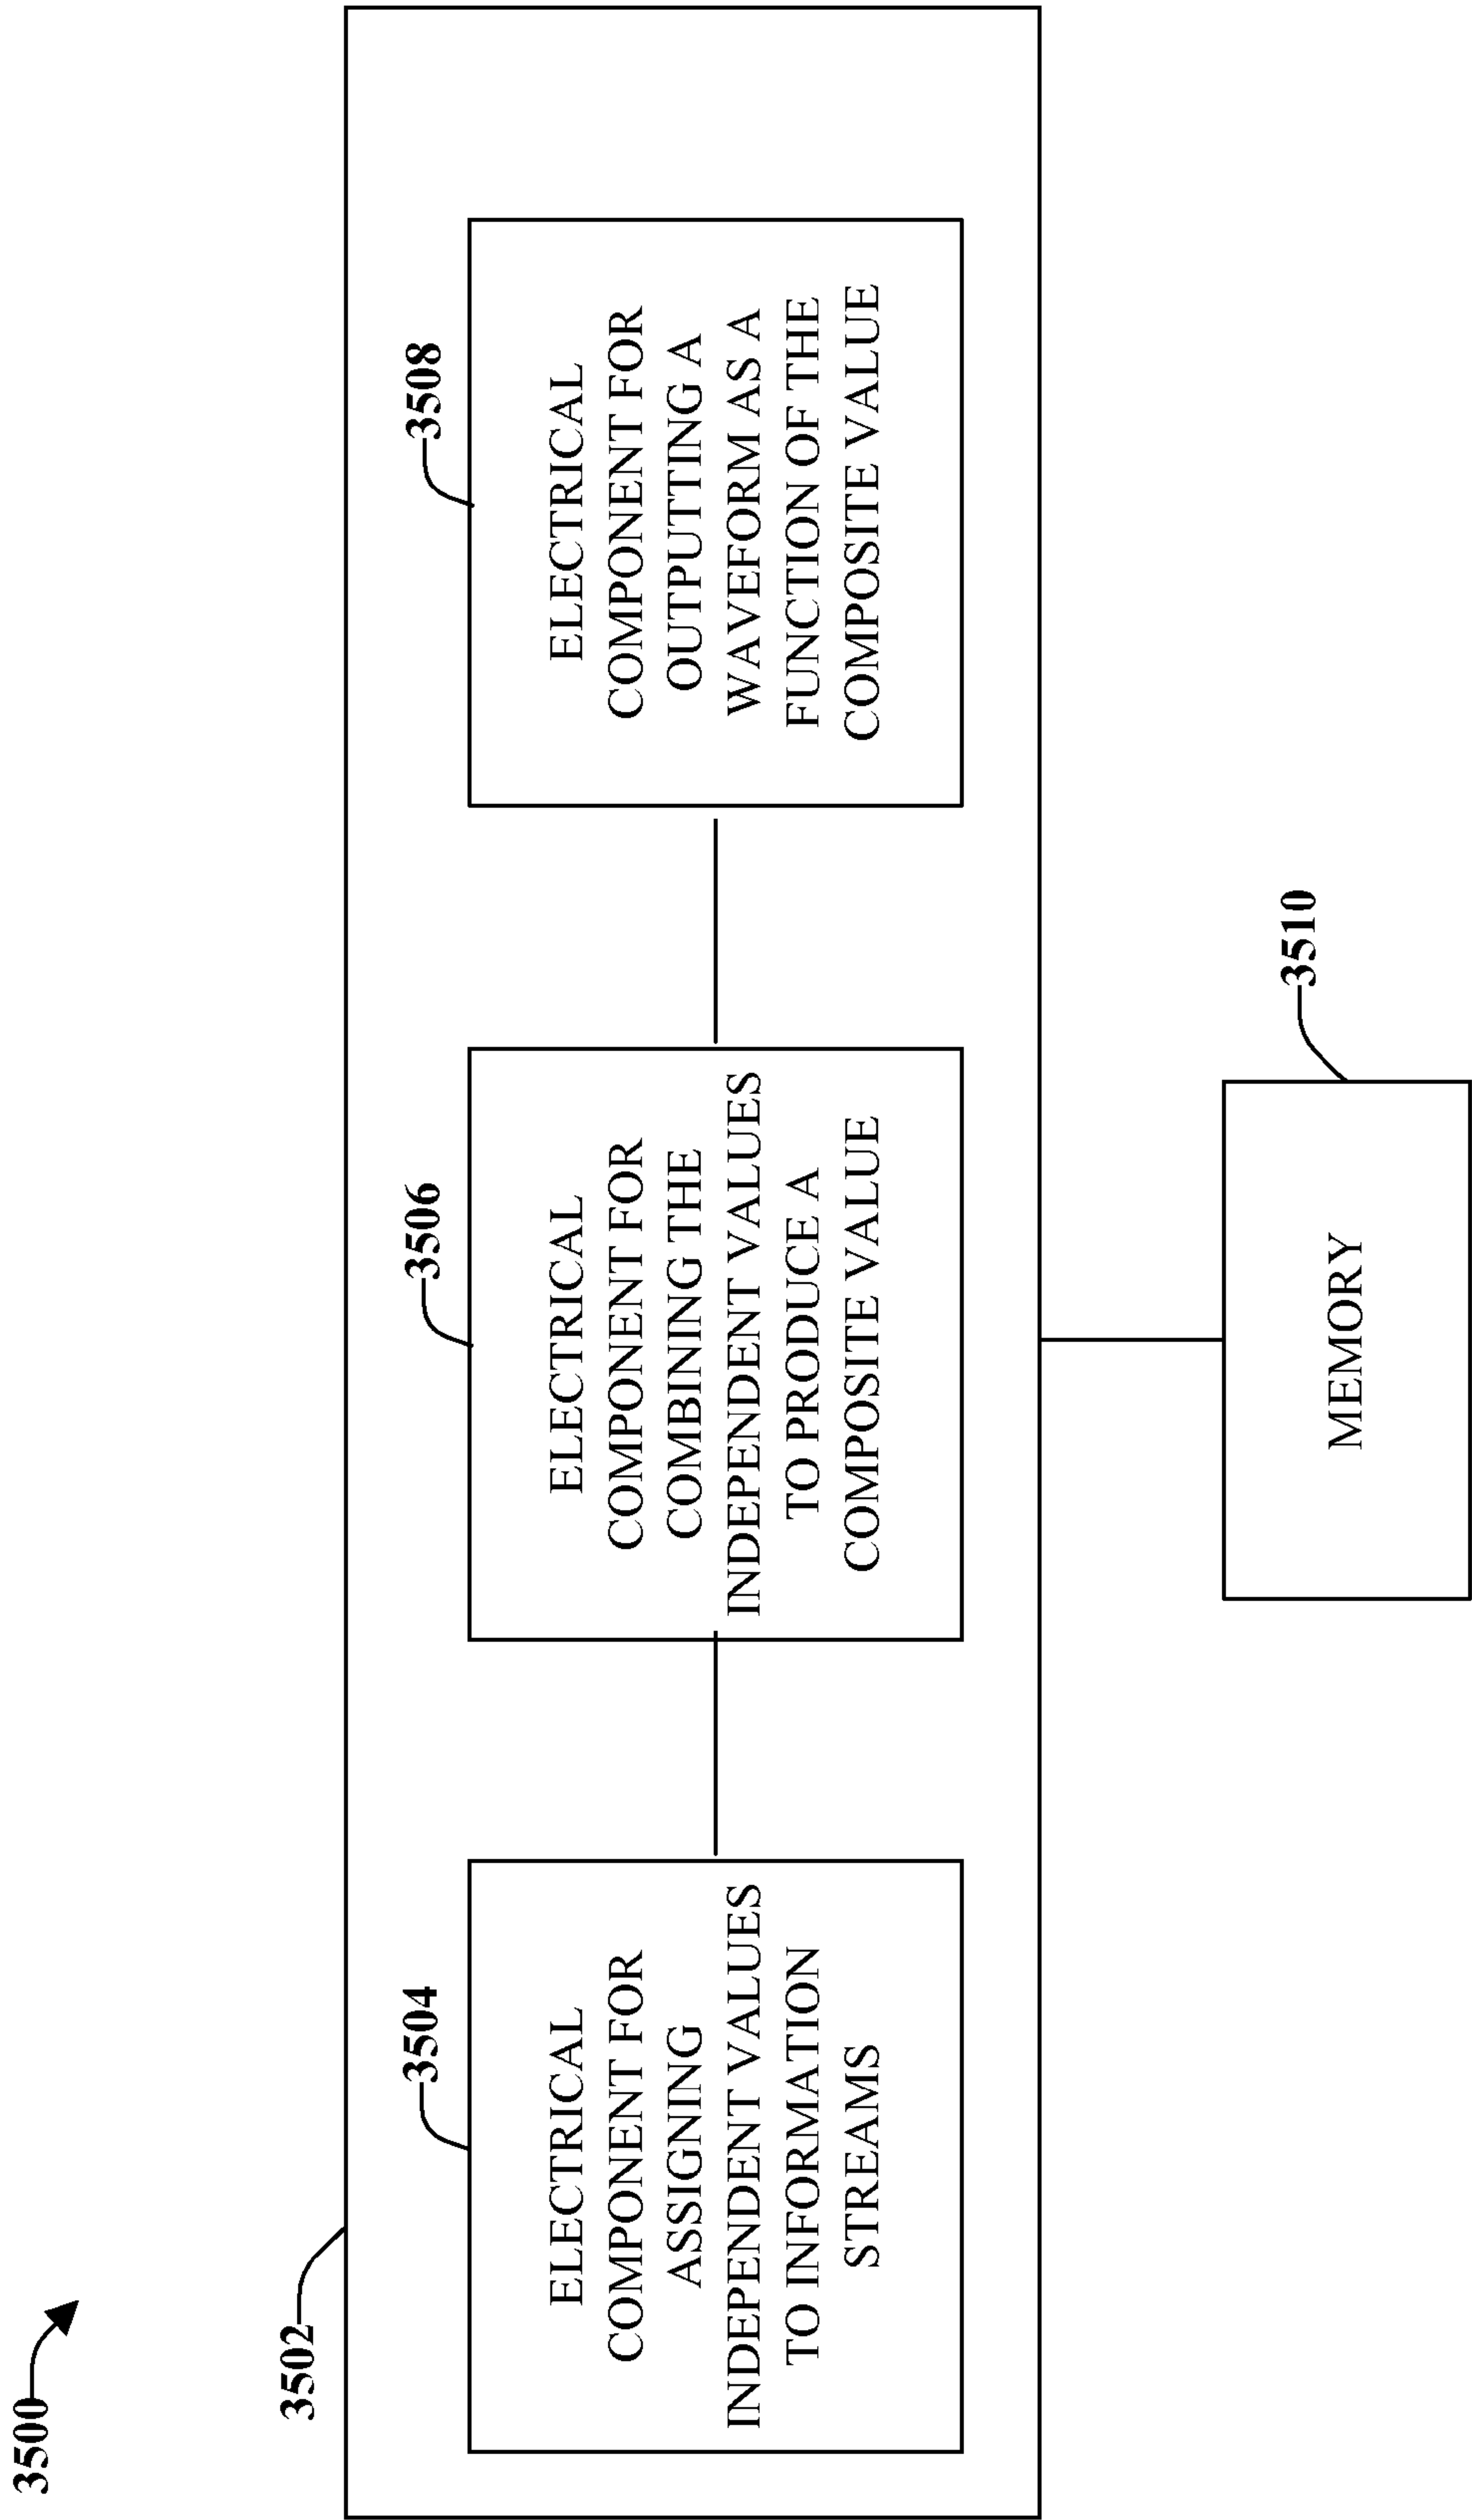 3500
3502
3504
ELECTRICAL
COMPONENT FOR
ASSIGNING
INDEPENDENT VALUES
TO INFORMATION
STREAMS
3506
ELECTRICAL
COMPONENT FOR
COMBINING THE
INDEPENDENT VALUES
TO PRODUCE A
COMPOSITE VALUE
3508
ELECTRICAL
COMPONENT FOR
OUTPUTTING A
WAVEFORM AS A
FUNCTION OF THE
COMPOSITE VALUE
3510
MEMORY